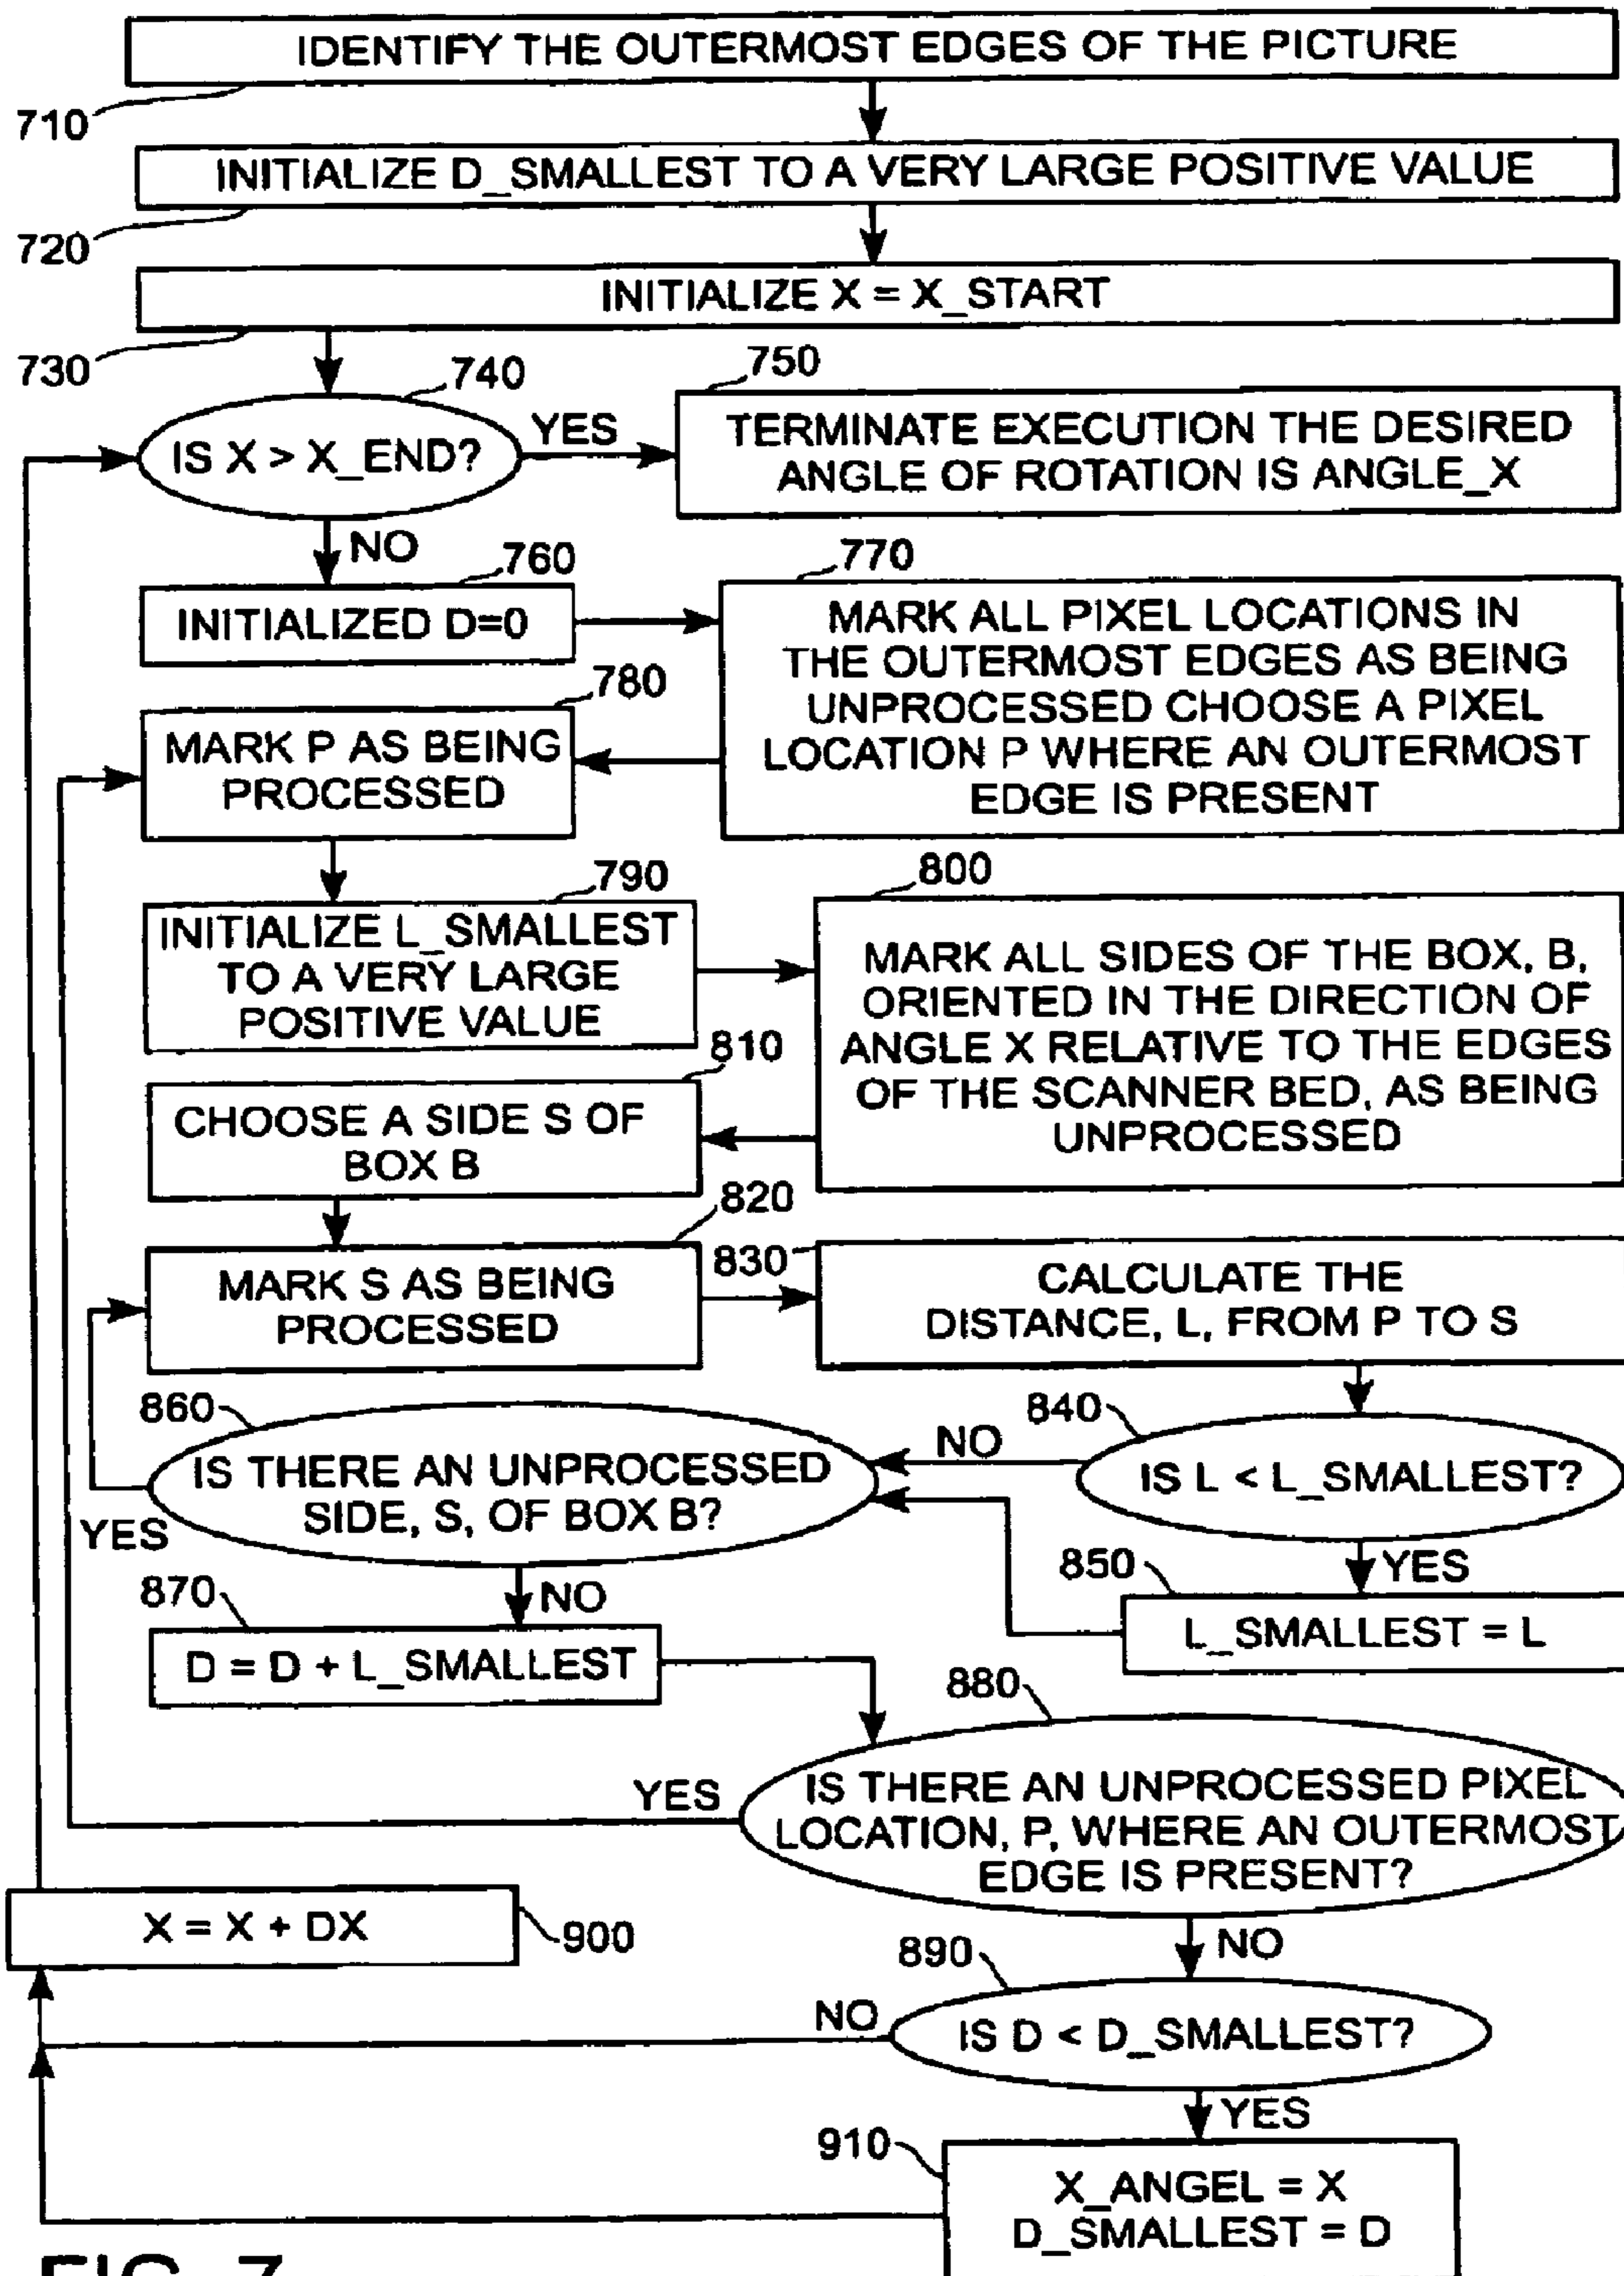 IDENTIFY THE OUTERMOST EDGES OF THE PICTURE
710
INITIALIZE D_SMALLEST TO A VERY LARGE POSITIVE VALUE
720
INITIALIZE X = X_START
730
740
750
IS X > X_END?
YES
TERMINATE EXECUTION THE DESIRED
ANGLE OF ROTATION IS ANGLE_X
NO
760
770
INITIALIZED D=0
MARK ALL PIXEL LOCATIONS IN
THE OUTERMOST EDGES AS BEING
UNPROCESSED CHOOSE A PIXEL
LOCATION P WHERE AN OUTERMOST
EDGE IS PRESENT
780
MARK P AS BEING
PROCESSED
790
800
INITIALIZE L_SMALLEST
TO A VERY LARGE
POSITIVE VALUE
MARK ALL SIDES OF THE BOX, B,
ORIENTED IN THE DIRECTION OF
ANGLE X RELATIVE TO THE EDGES
OF THE SCANNER BED, AS BEING
UNPROCESSED
810
CHOOSE A SIDE S OF
BOX B
820
MARK S AS BEING
PROCESSED
830
CALCULATE THE
DISTANCE, L, FROM P TO S
860
840
IS THERE AN UNPROCESSED
SIDE, S, OF BOX B?
NO
IS L < L_SMALLEST?
YES
YES
850
L_SMALLEST = L
870
NO
D = D + L_SMALLEST
880
YES
IS THERE AN UNPROCESSED PIXEL
LOCATION, P, WHERE AN OUTERMOST
EDGE IS PRESENT?
X = X + DX
900
NO
890
NO
IS D < D_SMALLEST?
YES
910
X_ANGEL = X
D_SMALLEST = D
FIG. 7